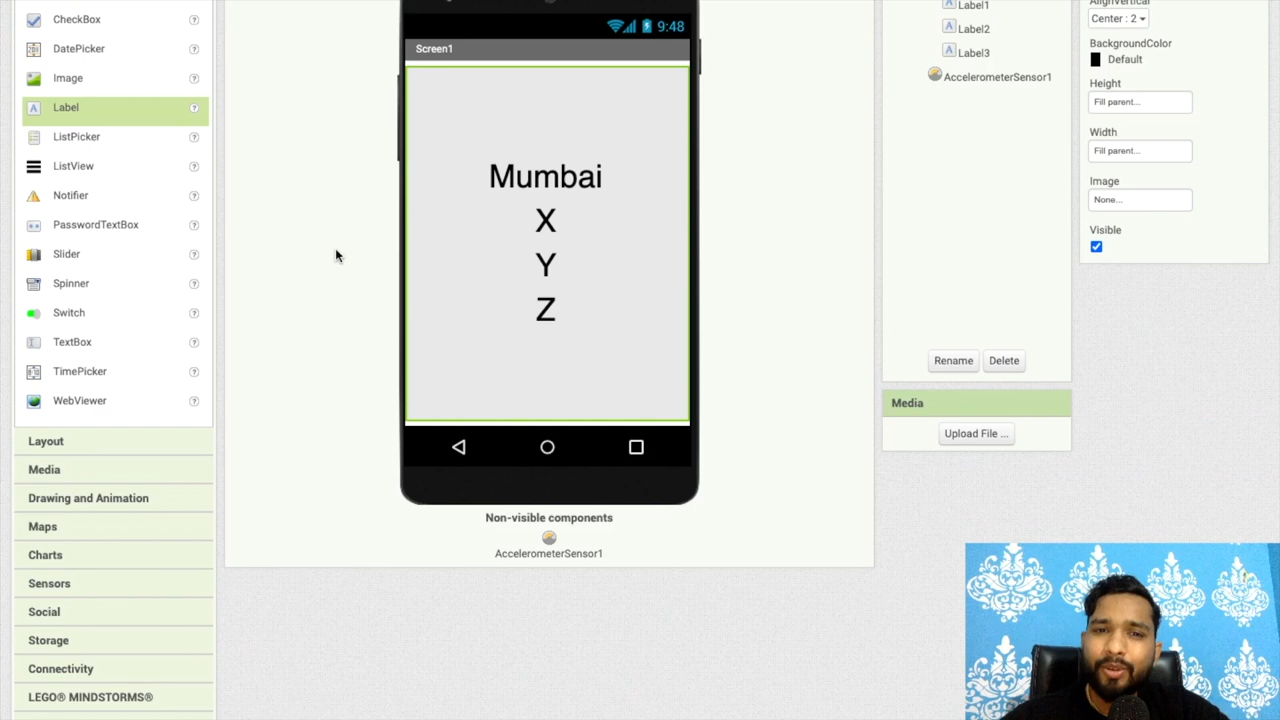 CheckBox
DatePicker
Image
Label
ListPicker
ListView
Notifier
PasswordTextBox
Slider
Spinner
Switch
TextBox
TimePicker
WebViewer
Layout
Media
Drawing and Animation
Maps
Charts
Sensors
Social
Storage
Connectivity
LEGO® MINDSTORMS®
9:48
Screen1
Mumbai
X
Y
Z
Non-visible components
AccelerometerSensor1
Label1
Label2
Label3
AccelerometerSensor1
Rename Delete
Media
Upload File ...
AlignVertical
Center : 2
BackgroundColor
Default
Height
Fill parent...
Width
Fill parent...
Image
None...
Visible